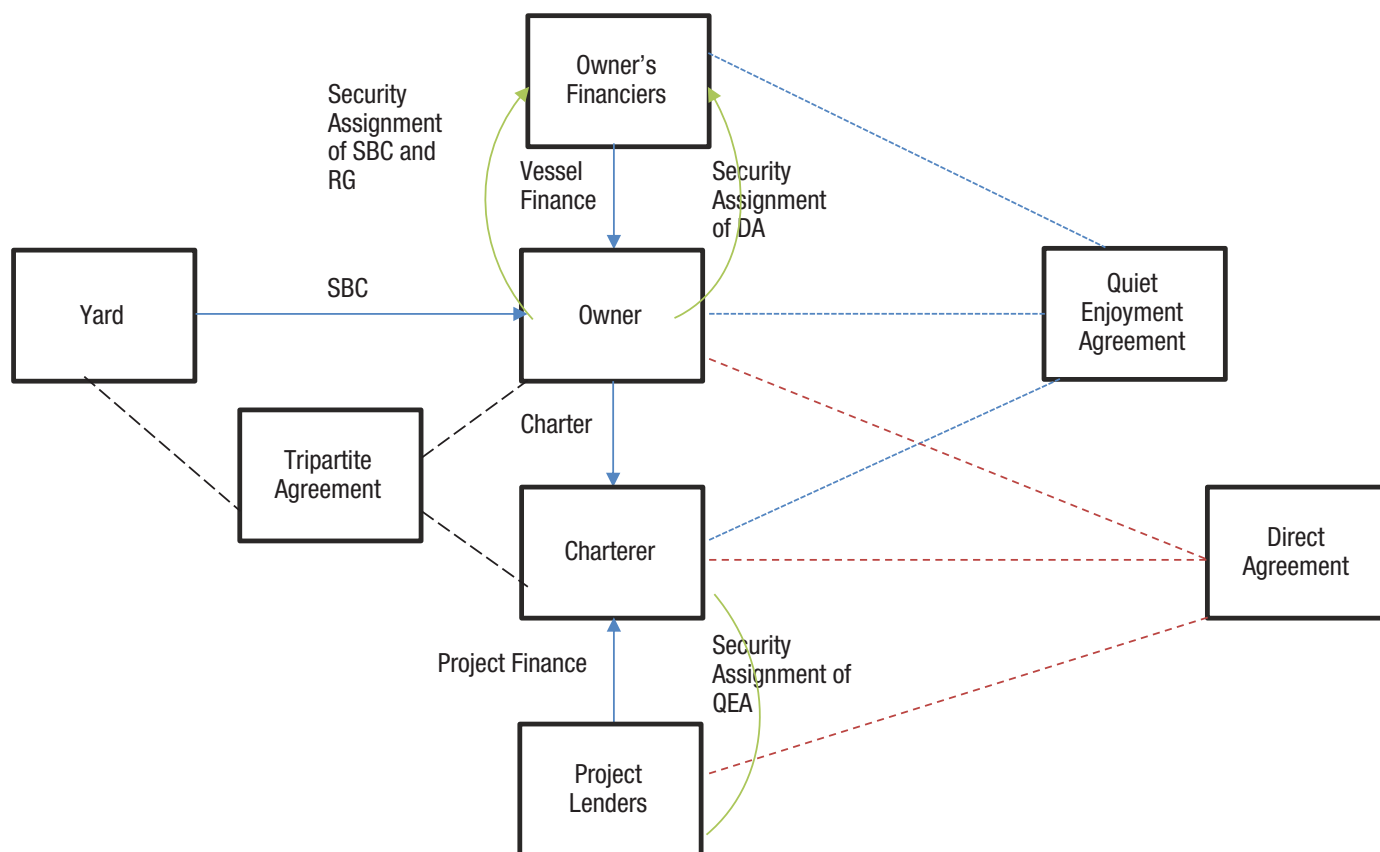 Owner’s
Financiers
Security
Assignment
of SBC and
RG
Vessel
Finance
Security
Assignment
of DA
Yard
SBC
Owner
Quiet
Enjoyment
Agreement
Charter
Tripartite
Agreement
Charterer
Direct
Agreement
Project Finance
Security
Assignment of
QEA
Project
Lenders